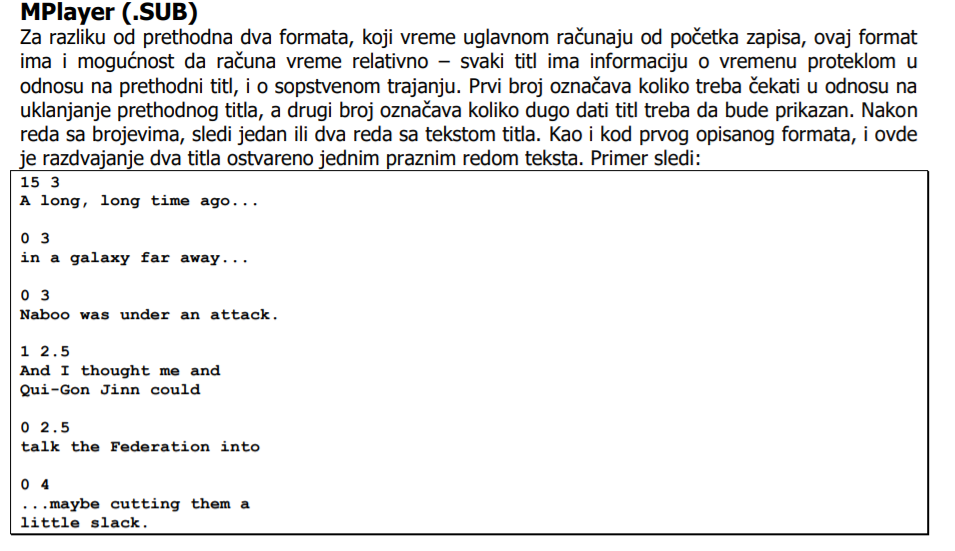 MPlayer (.SUB)
Za razliku od prethodna dva formata, koji vreme uglavnom računaju od početka zapisa, ovaj format
ima i mogućnost da računa vreme relativno – svaki titl ima informaciju o vremenu proteklom u
odnosu na prethodni titl, i o sopstvenom trajanju. Prvi broj označava koliko treba čekati u odnosu na
uklanjanje prethodnog titla, a drugi broj označava koliko dugo dati titl treba da bude prikazan. Nakon
reda sa brojevima, sledi jedan ili dva reda sa tekstom titla. Kao i kod prvog opisanog formata, i ovde
je razdvajanje dva titla ostvareno jednim praznim redom teksta. Primer sledi:
15 3
A long, long time ago...
0 3
in a galaxy far away...
0 3
Naboo was under an attack.
1 2.5
And I thought me and
Qui-Gon Jinn could
0 2.5
talk the Federation into
0 4
...maybe cutting them a
little slack.